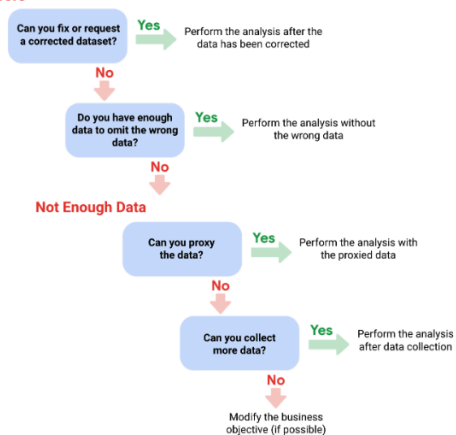 Can you fix or request
a corrected dataset?
Yes
Perform the analysis after the
data has been corrected
No
Do you have enough
data to omit the wrong
data?
Yes
Perform the analysis without
the wrong data
No
Not Enough Data
Can you proxy
the data?
Yes
Perform the analysis with
the proxied data
No
Can you collect
more data?
Yes
Perform the analysis
after data collection
No
Modify the business
objective (if possible)